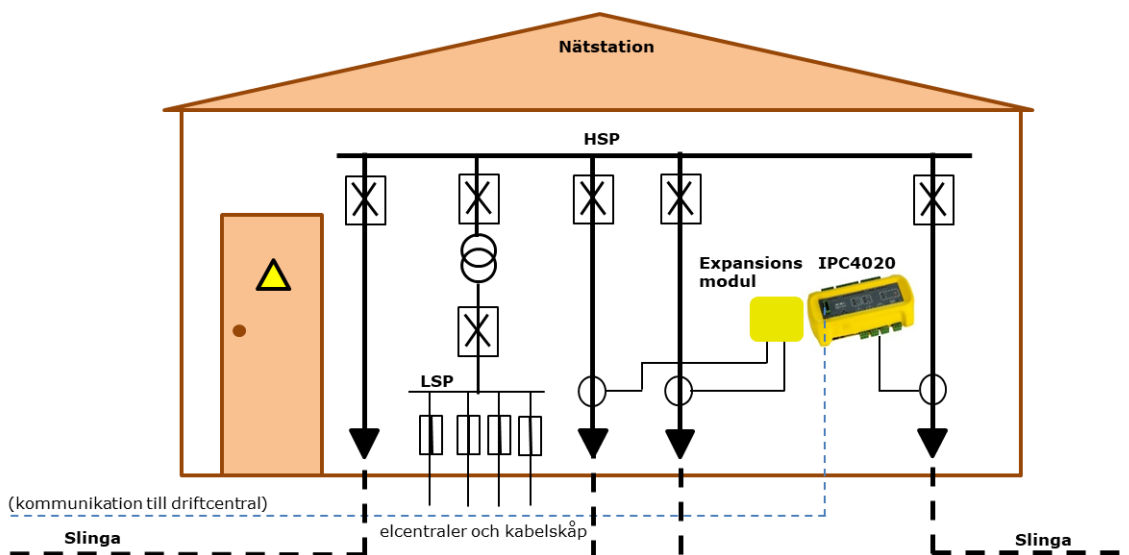 Nätstation
HSP
Expansions
modul
IPC4020
LSP
(kommunikation till driftcentral)
elcentraler och kabelskåp
Slinga
Slinga